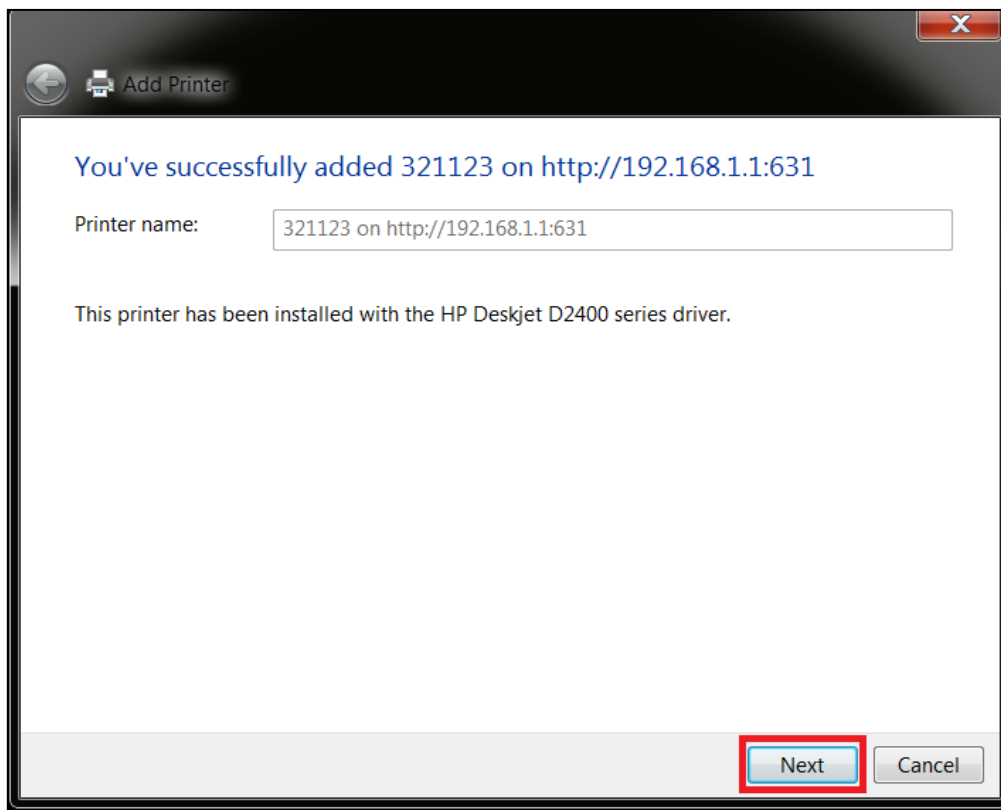 Add Printer
You've successfully added 321123 on http://192.168.1.1:631
Printer name: 321123 on http://192.168.1.1:631
This printer has been installed with the HP Deskjet D2400 series driver.
Next Cancel